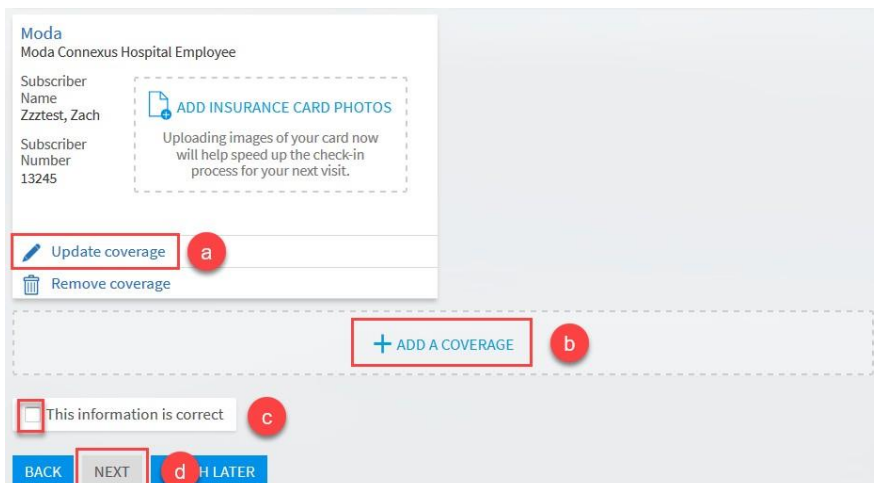 Moda
Moda Connexus Hospital Employee
Subscriber
Name
Zzztest, Zach
Subscriber
Number
13245
ADD INSURANCE CARD PHOTOS
Uploading images of your card now
will help speed up the check-in
process for your next visit.
Update coverage
a
Remove coverage
+ ADD A COVERAGE
b
This information is correct
c
BACK
NEXT
d
H LATER